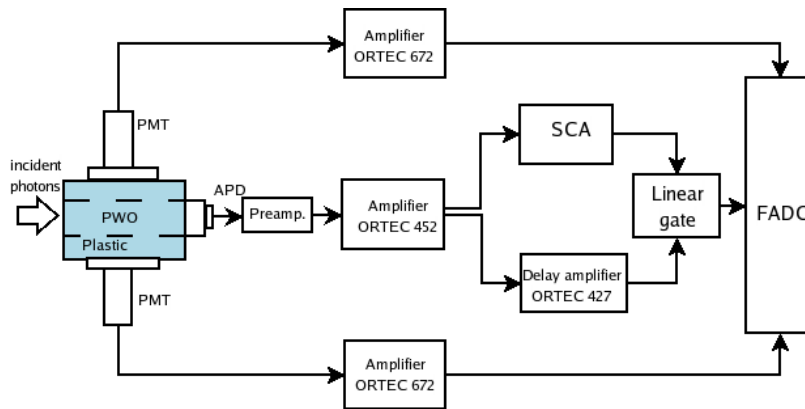 Amplifier
ORTEC 672
PMT
incident
photons
APD
PWO
Plastic
Preamp.
Amplifier
ORTEC 452
SCA
Linear
gate
FADC
Delay amplifier
ORTEC 427
PMT
Amplifier
ORTEC 672